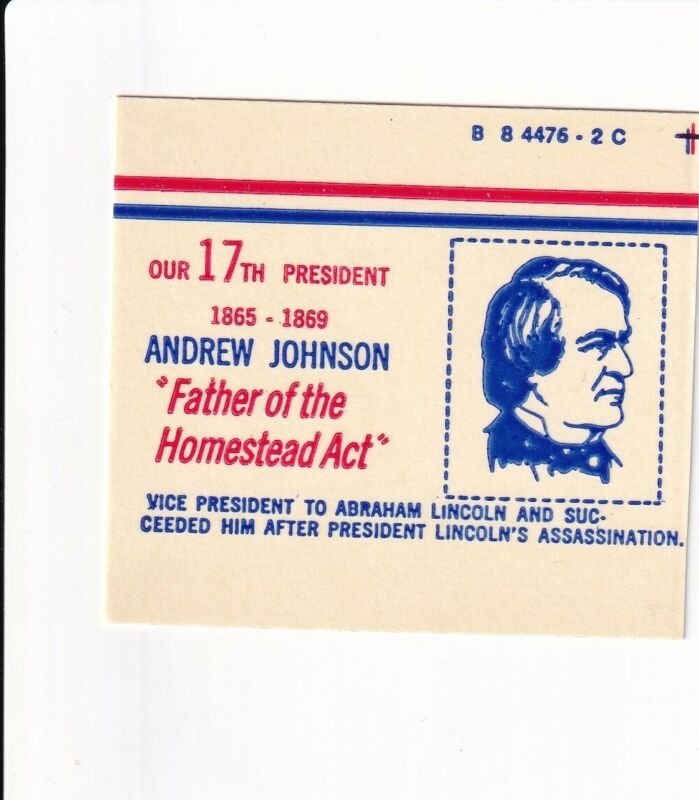 B 8 4476 - 2 C
OUR 17TH PRESIDENT
1865 - 1869
ANDREW JOHNSON
"Father of the
Homestead Act"
VICE PRESIDENT TO ABRAHAM LINCOLN AND SUC-
CEEDED HIM AFTER PRESIDENT LINCOLN'S ASSASSINATION.